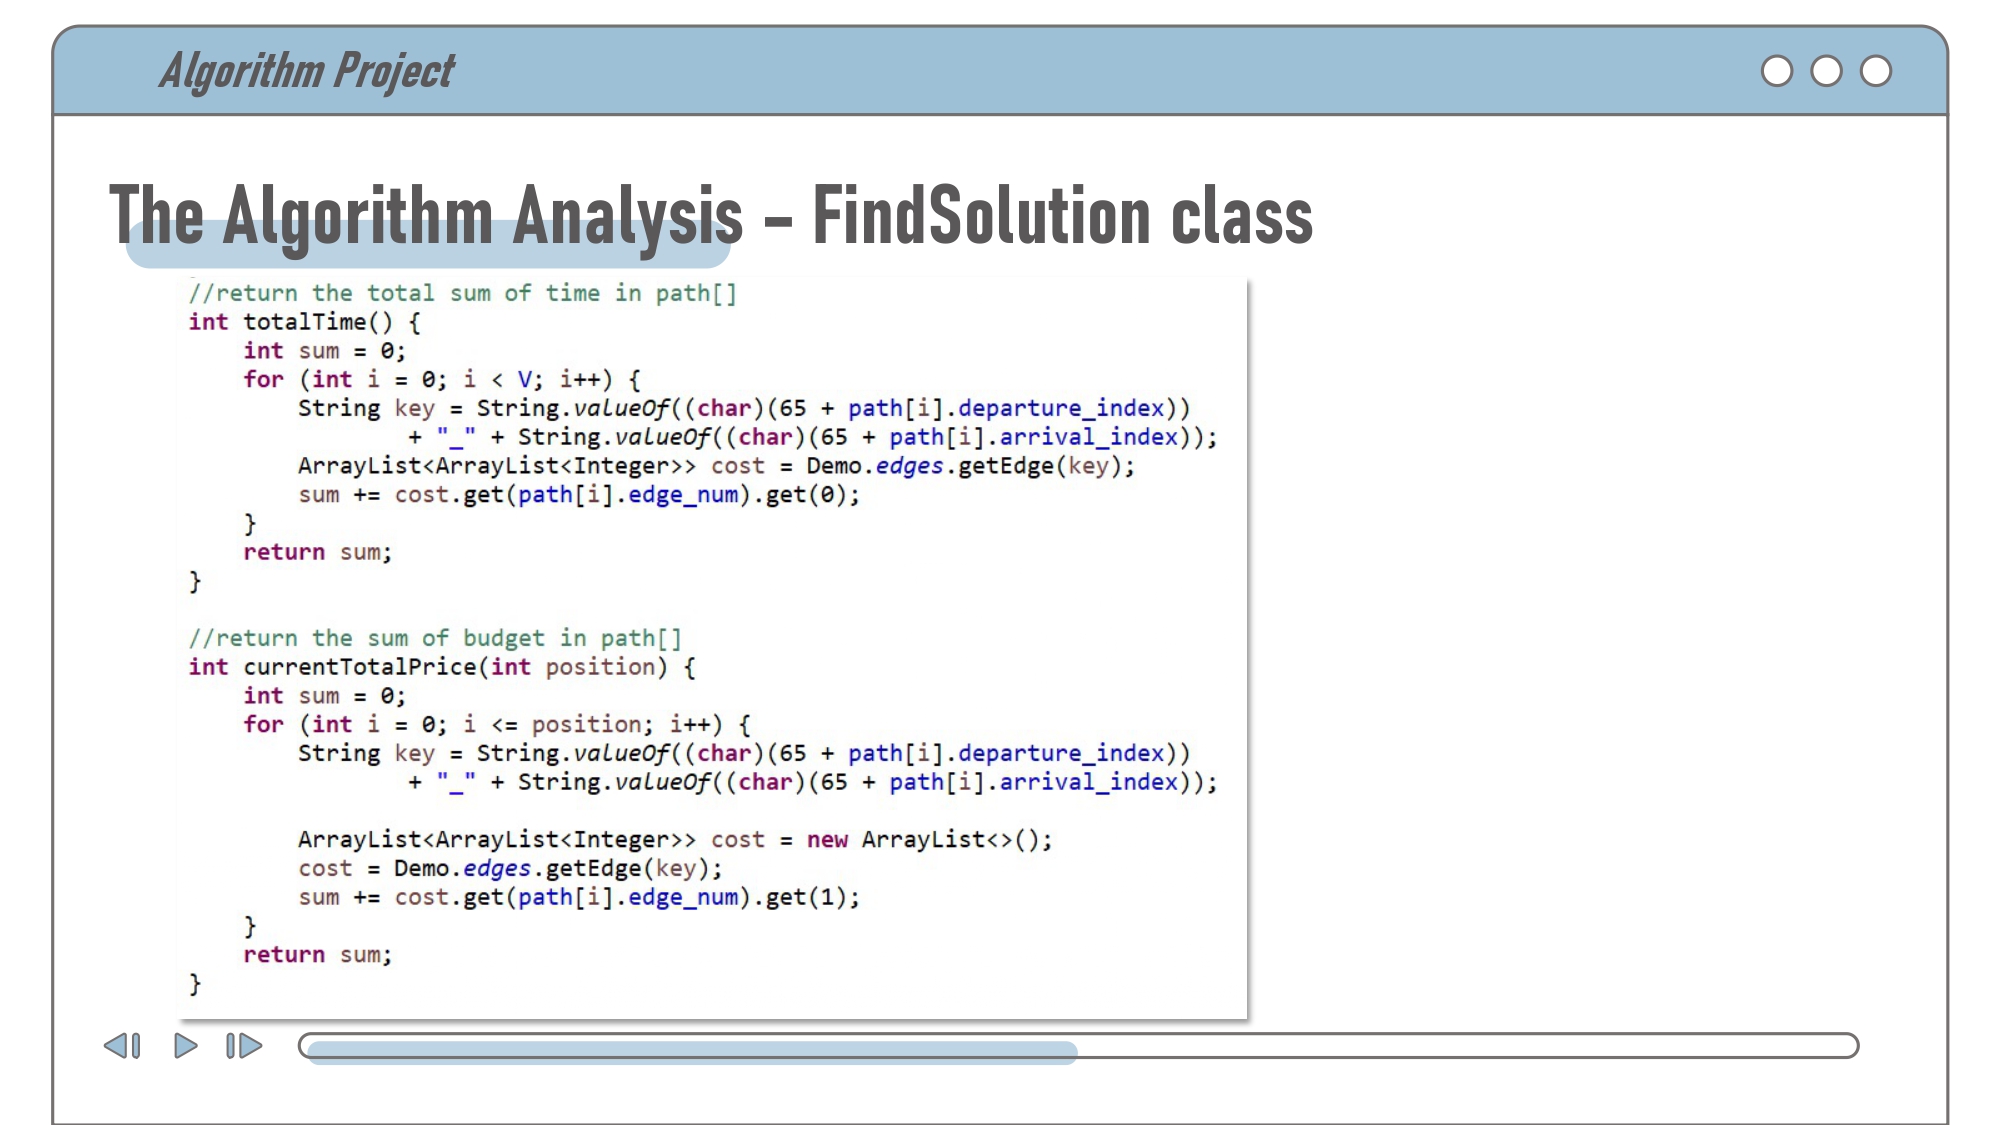 Algorithm Project
The Algorithm Analysis – FindSolution class
//return the total sum of time in path[]
int totalTime() {
    int sum = 0;
    for (int i = 0; i < V; i++) {
        String key = String.valueOf((char)(65 + path[i].departure_index))
                + "_" + String.valueOf((char)(65 + path[i].arrival_index));
        ArrayList<ArrayList<Integer>> cost = Demo.edges.getEdge(key);
        sum += cost.get(path[i].edge_num).get(0);
    }
    return sum;
}
//return the sum of budget in path[]
int currentTotalPrice(int position) {
    int sum = 0;
    for (int i = 0; i <= position; i++) {
        String key = String.valueOf((char)(65 + path[i].departure_index))
                + "_" + String.valueOf((char)(65 + path[i].arrival_index));
        ArrayList<ArrayList<Integer>> cost = new ArrayList<>();
        cost = Demo.edges.getEdge(key);
        sum += cost.get(path[i].edge_num).get(1);
    }
    return sum;
}